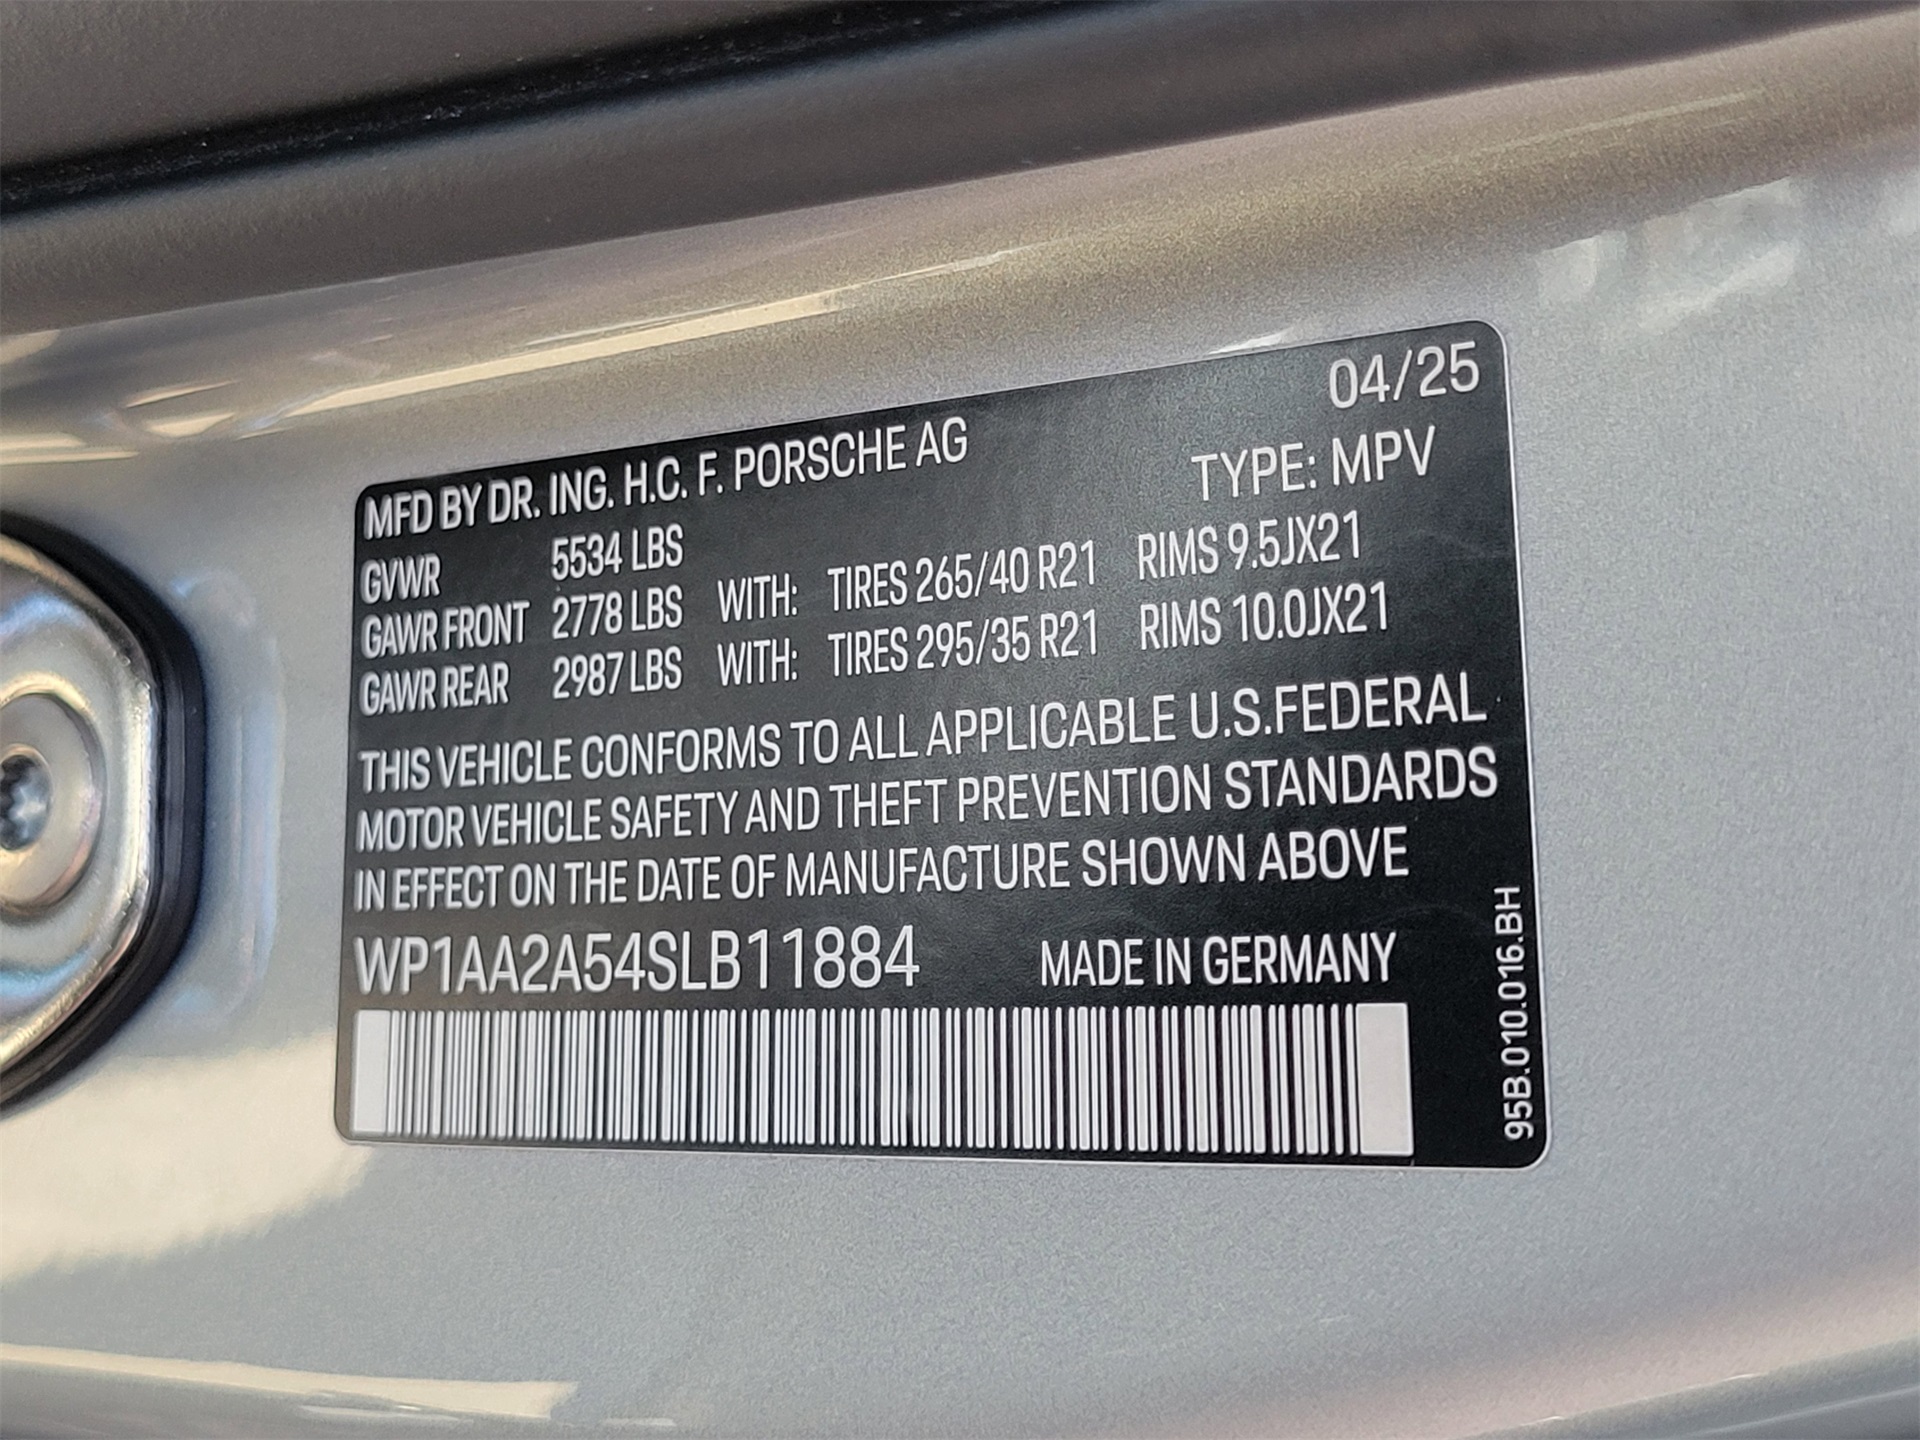 04/25
MFD BY DR. ING. H.C. F. PORSCHE AG TYPE: MPV
GVWR 5534 LBS
GAWR FRONT 2778 LBS WITH: TIRES 265/40 R21 RIMS 9.5JX21
GAWR REAR 2987 LBS WITH: TIRES 295/35 R21 RIMS 10.0JX21
THIS VEHICLE CONFORMS TO ALL APPLICABLE U.S.FEDERAL
MOTOR VEHICLE SAFETY AND THEFT PREVENTION STANDARDS
IN EFFECT ON THE DATE OF MANUFACTURE SHOWN ABOVE
WP1AA2A54SLB11884 MADE IN GERMANY
95B.010.016.BH